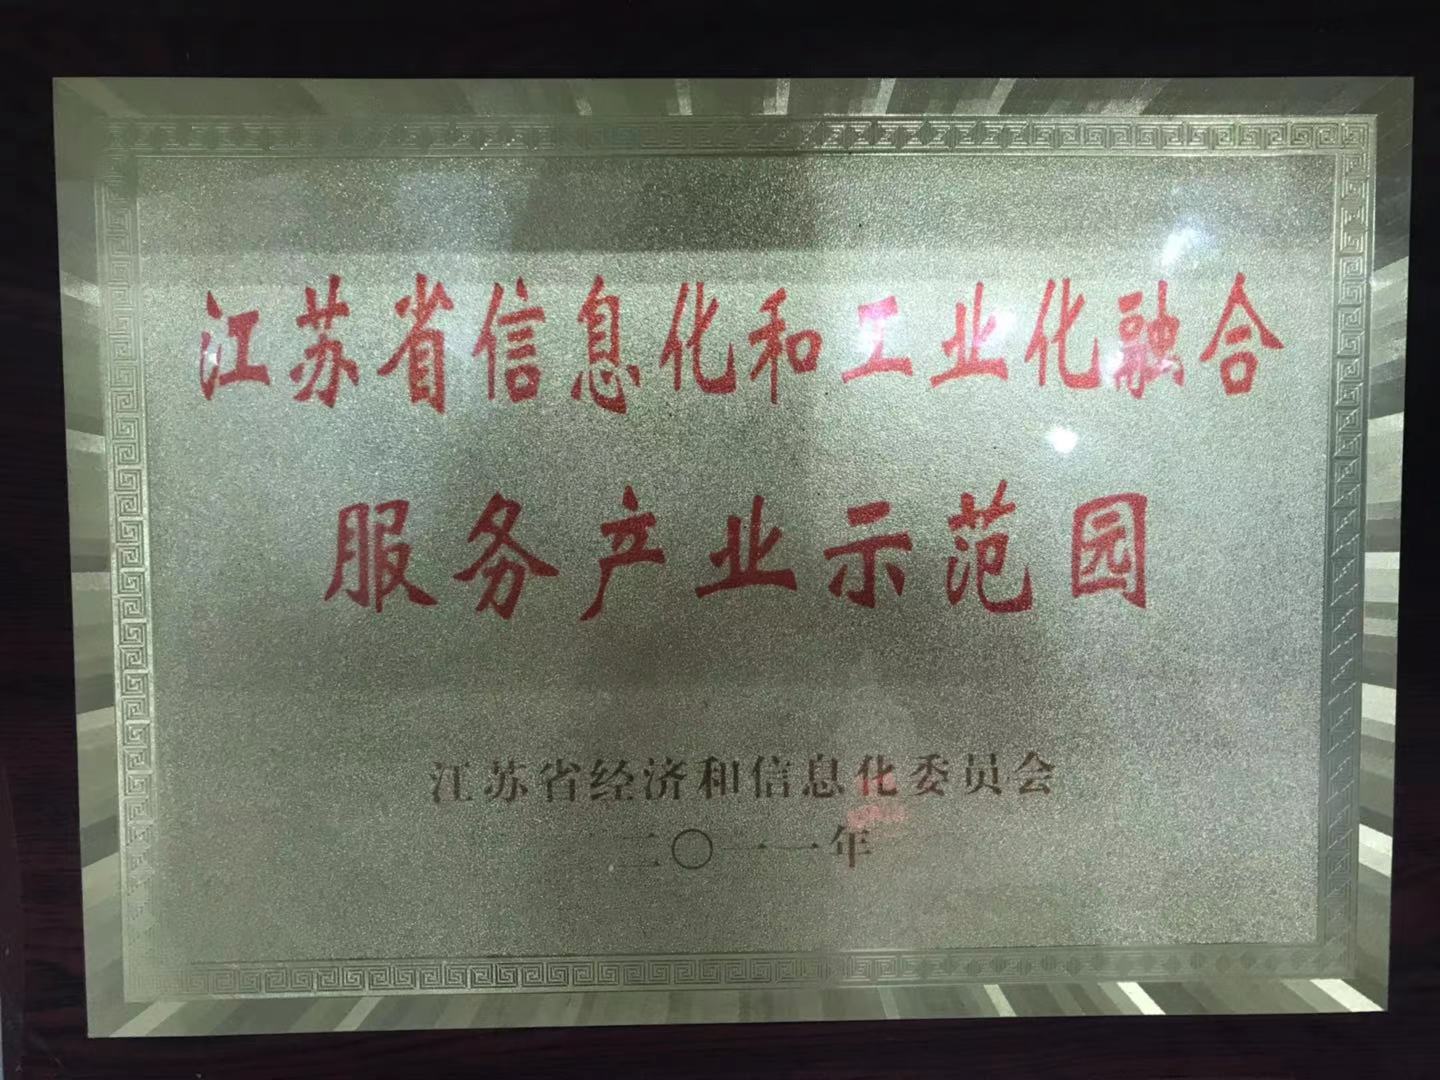 江苏省信息化和工业化融合
服务产业示范园
江苏省经济和信息化委员会
二〇一一年